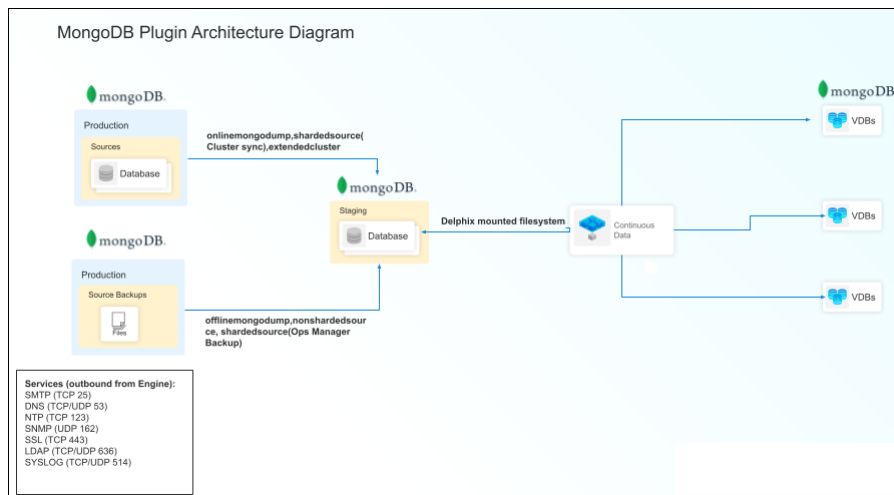 MongoDB Plugin Architecture Diagram
mongoDB.
Production
Sources
Database
onlinemongodump,shardedsource(
Cluster sync),extendedcluster
mongoDB.
Staging
Database
mongoDB.
Production
Source Backups
Files
offlinemongodump,nonshardedsour
ce, shardedsource(Ops Manager
Backup)
Delphix mounted filesystem
Continuous
Data
mongoDB
VDBs
VDBs
VDBs
Services (outbound from Engine):
SMTP (TCP 25)
DNS (TCP/UDP 53)
NTP (TCP 123)
SNMP (UDP 162)
SSL (TCP 443)
LDAP (TCP/UDP 636)
SYSLOG (TCP/UDP 514)